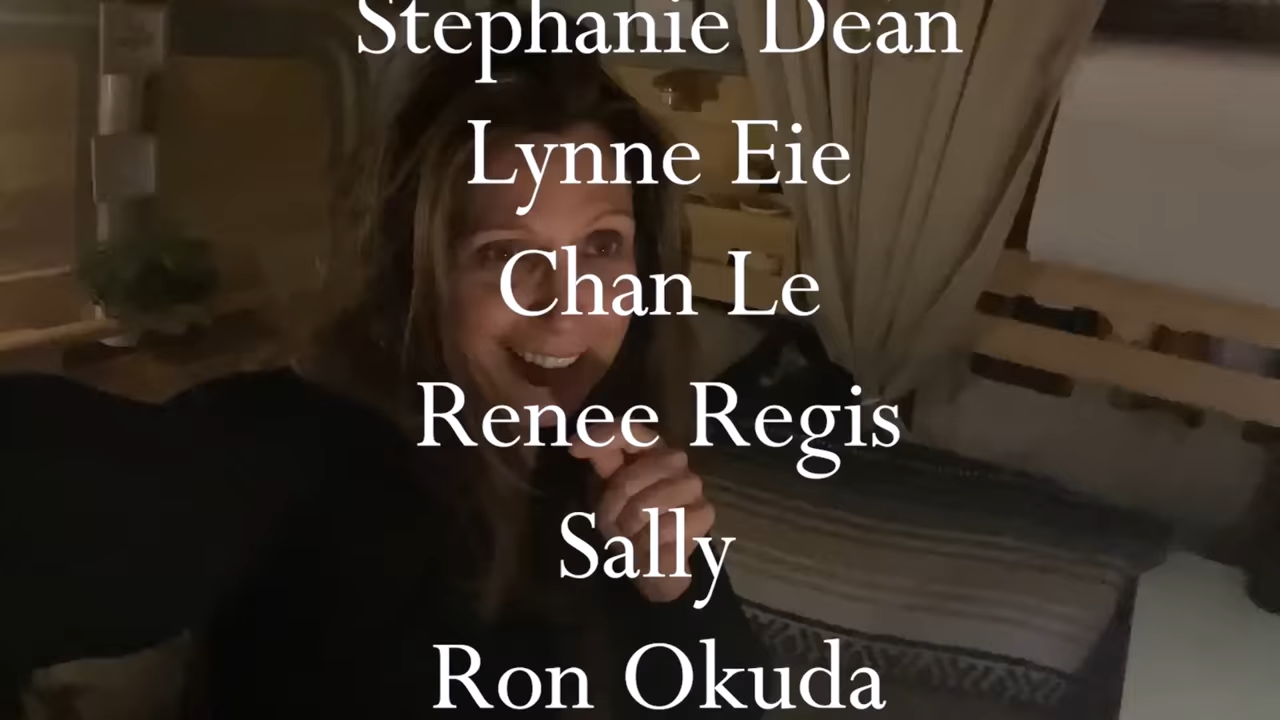 Stephanie Dean
Lynne Eie
Chan Le
Renee Regis
Sally
Ron Okuda